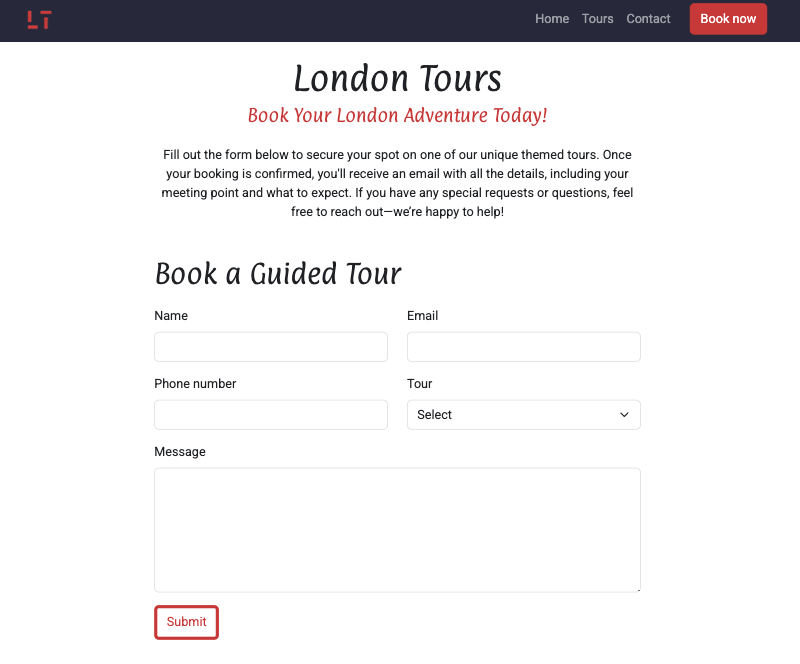 LT
Home Tours Contact Book now
London Tours
Book Your London Adventure Today!
Fill out the form below to secure your spot on one of our unique themed tours. Once
your booking is confirmed, you'll receive an email with all the details, including your
meeting point and what to expect. If you have any special requests or questions, feel
free to reach out—we’re happy to help!
Book a Guided Tour
Name Email
Phone number Tour
Select
Message
Submit